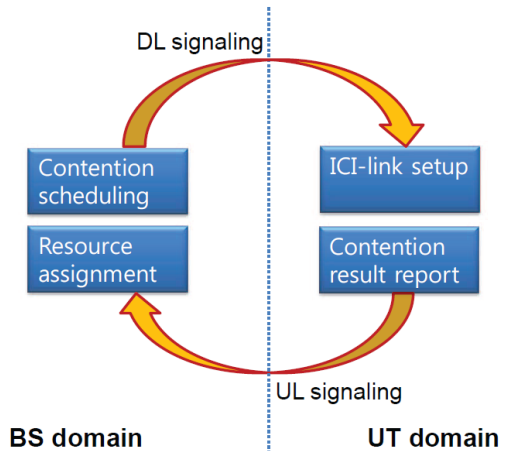 DL signaling
Contention
scheduling
ICI-link setup
Resource
assignment
Contention
result report
UL signaling
BS domain
UT domain